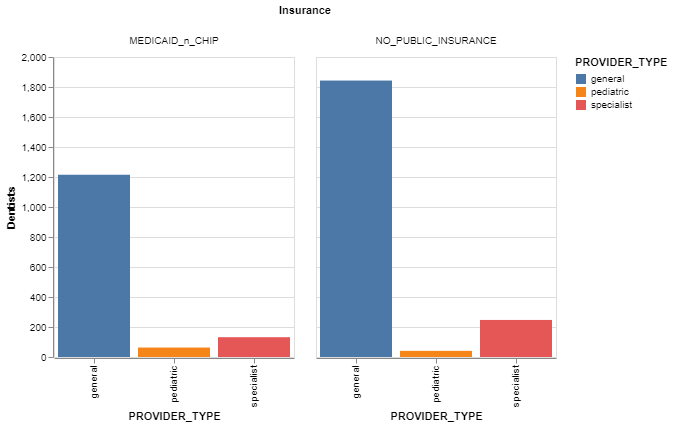 Insurance
MEDICAID_n_CHIP
NO_PUBLIC_INSURANCE
PROVIDER_TYPE
general
pediatric
specialist
Dentists
2,000
1,800
1,600
1,400
1,200
1,000
800
600
400
200
0
general
pediatric
specialist
general
pediatric
specialist
PROVIDER_TYPE
PROVIDER_TYPE